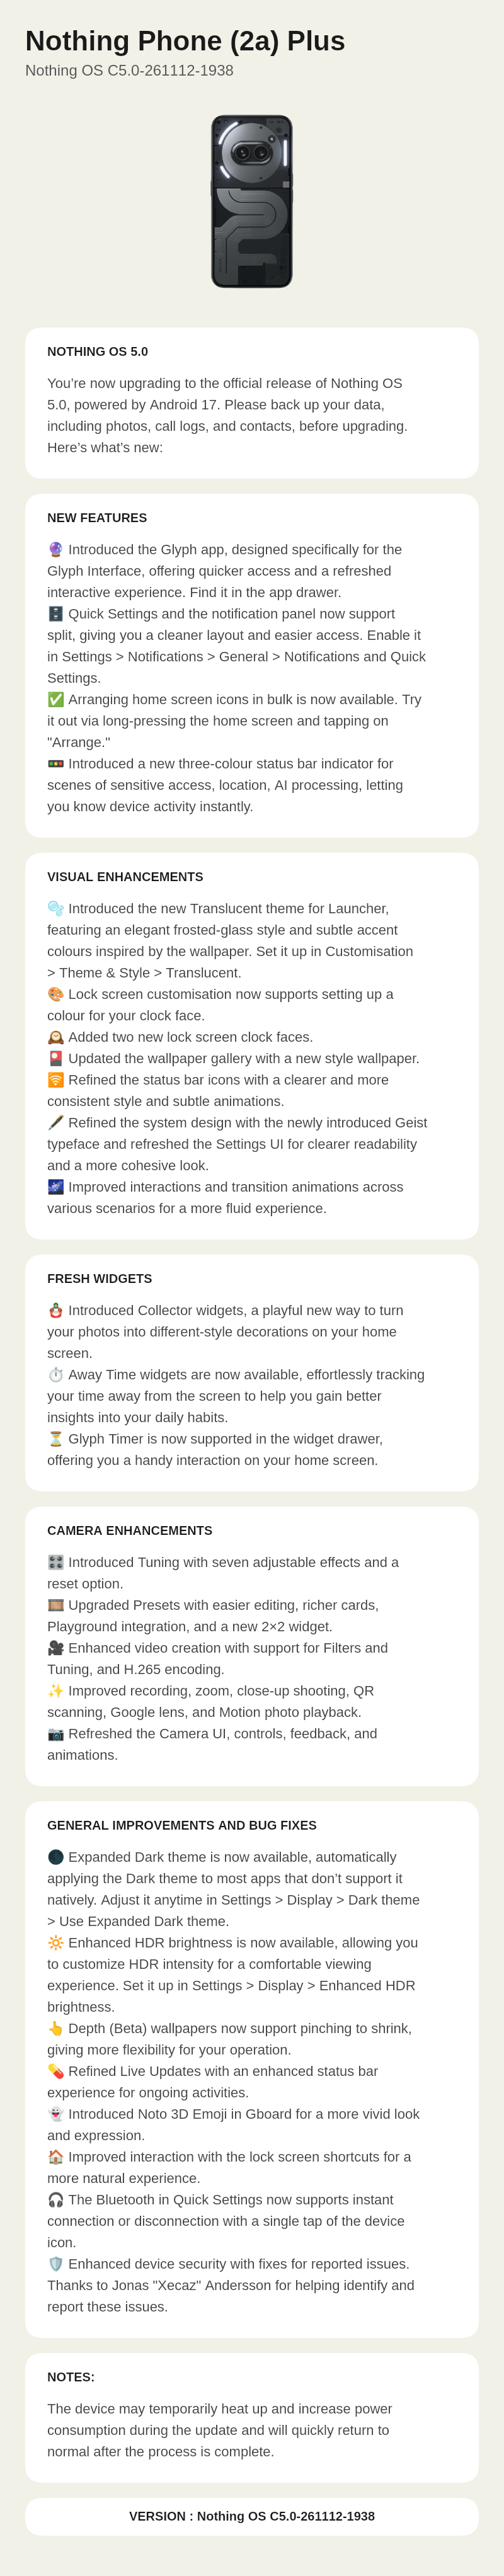 Nothing Phone (2a) Plus
Nothing OS C5.0-261112-1938
NOTHING OS 5.0
You’re now upgrading to the official release of Nothing OS
5.0, powered by Android 17. Please back up your data,
including photos, call logs, and contacts, before upgrading.
Here’s what’s new:
NEW FEATURES
🔮 Introduced the Glyph app, designed specifically for the
Glyph Interface, offering quicker access and a refreshed
interactive experience. Find it in the app drawer.
🗄️ Quick Settings and the notification panel now support
split, giving you a cleaner layout and easier access. Enable it
in Settings > Notifications > General > Notifications and Quick
Settings.
✅ Arranging home screen icons in bulk is now available. Try
it out via long-pressing the home screen and tapping on
"Arrange."
🚥 Introduced a new three-colour status bar indicator for
scenes of sensitive access, location, AI processing, letting
you know device activity instantly.
VISUAL ENHANCEMENTS
🫧 Introduced the new Translucent theme for Launcher,
featuring an elegant frosted-glass style and subtle accent
colours inspired by the wallpaper. Set it up in Customisation
> Theme & Style > Translucent.
🎨 Lock screen customisation now supports setting up a
colour for your clock face.
🕰️ Added two new lock screen clock faces.
🎴 Updated the wallpaper gallery with a new style wallpaper.
🛜 Refined the status bar icons with a clearer and more
consistent style and subtle animations.
🖋️ Refined the system design with the newly introduced Geist
typeface and refreshed the Settings UI for clearer readability
and a more cohesive look.
🌌 Improved interactions and transition animations across
various scenarios for a more fluid experience.
FRESH WIDGETS
🪆 Introduced Collector widgets, a playful new way to turn
your photos into different-style decorations on your home
screen.
⏱️ Away Time widgets are now available, effortlessly tracking
your time away from the screen to help you gain better
insights into your daily habits.
⏳ Glyph Timer is now supported in the widget drawer,
offering you a handy interaction on your home screen.
CAMERA ENHANCEMENTS
🎛️ Introduced Tuning with seven adjustable effects and a
reset option.
🎞️ Upgraded Presets with easier editing, richer cards,
Playground integration, and a new 2×2 widget.
🎥 Enhanced video creation with support for Filters and
Tuning, and H.265 encoding.
✨ Improved recording, zoom, close-up shooting, QR
scanning, Google lens, and Motion photo playback.
📷 Refreshed the Camera UI, controls, feedback, and
animations.
GENERAL IMPROVEMENTS AND BUG FIXES
🌑 Expanded Dark theme is now available, automatically
applying the Dark theme to most apps that don’t support it
natively. Adjust it anytime in Settings > Display > Dark theme
> Use Expanded Dark theme.
🔆 Enhanced HDR brightness is now available, allowing you
to customize HDR intensity for a comfortable viewing
experience. Set it up in Settings > Display > Enhanced HDR
brightness.
👆 Depth (Beta) wallpapers now support pinching to shrink,
giving more flexibility for your operation.
💊 Refined Live Updates with an enhanced status bar
experience for ongoing activities.
👻 Introduced Noto 3D Emoji in Gboard for a more vivid look
and expression.
🏠 Improved interaction with the lock screen shortcuts for a
more natural experience.
🎧 The Bluetooth in Quick Settings now supports instant
connection or disconnection with a single tap of the device
icon.
🛡️ Enhanced device security with fixes for reported issues.
Thanks to Jonas "Xecaz" Andersson for helping identify and
report these issues.
NOTES:
The device may temporarily heat up and increase power
consumption during the update and will quickly return to
normal after the process is complete.
VERSION : Nothing OS C5.0-261112-1938